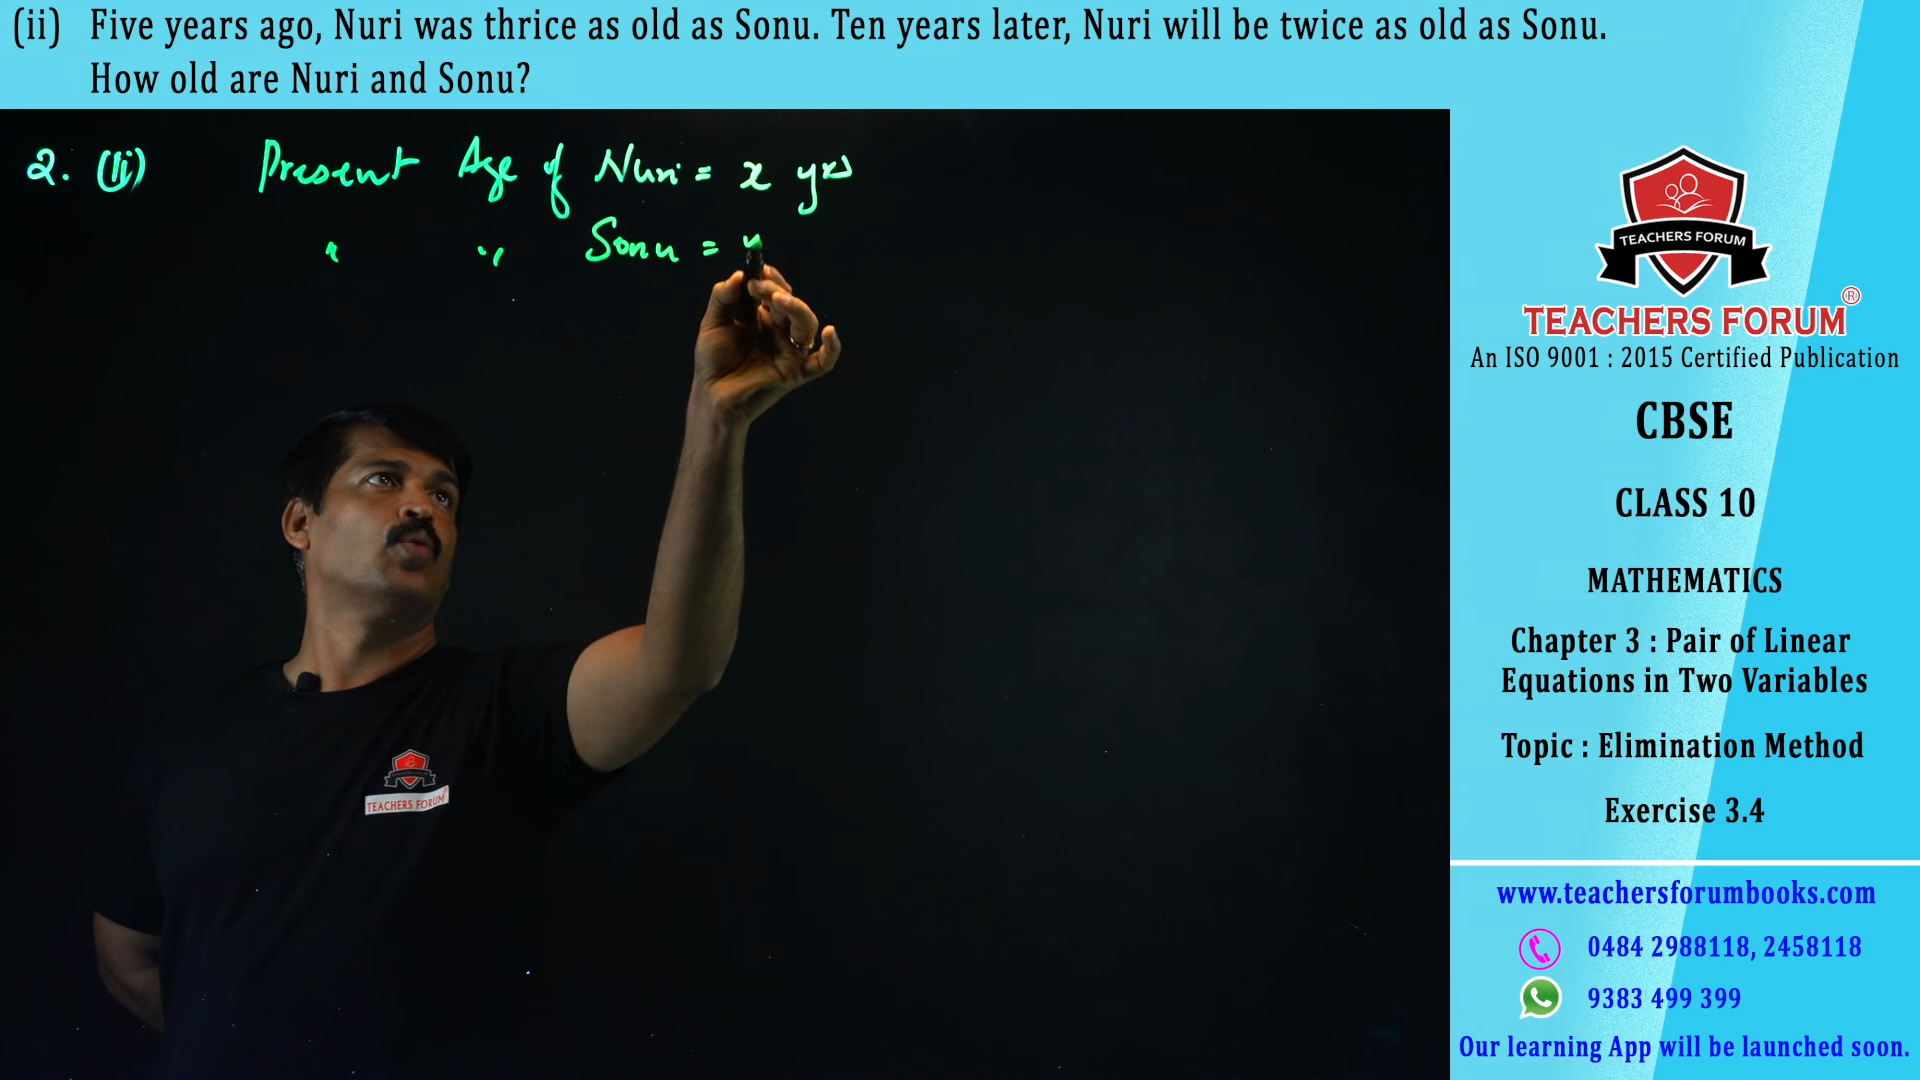 (ii) Five years ago, Nuri was thrice as old as Sonu. Ten years later, Nuri will be twice as old as Sonu.
How old are Nuri and Sonu?
2. (ii) Present Age of Nuri = x yrs
" " Sonu = y
TEACHERS FORUM
TEACHERS FORUM®
An ISO 9001 : 2015 Certified Publication
CBSE
CLASS 10
MATHEMATICS
Chapter 3 : Pair of Linear
Equations in Two Variables
Topic : Elimination Method
Exercise 3.4
www.teachersforumbooks.com
0484 2988118, 2458118
9383 499 399
Our learning App will be launched soon.
TEACHERS FORUM